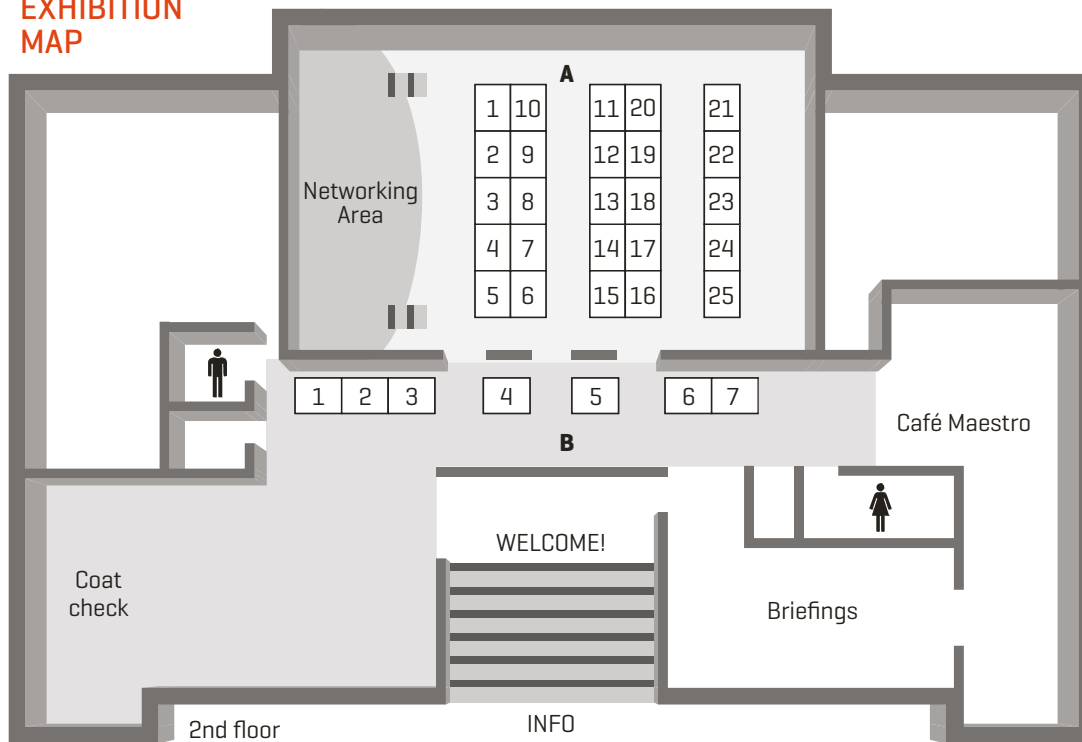 EXHIBITION
MAP
A
1 10 11 20 21
2 9 12 19 22
Networking
Area
3 8 13 18 23
4 7 14 17 24
5 6 15 16 25
1 2 3 4 5 6 7
B
Café Maestro
WELCOME!
Coat
check
Briefings
2nd floor
INFO